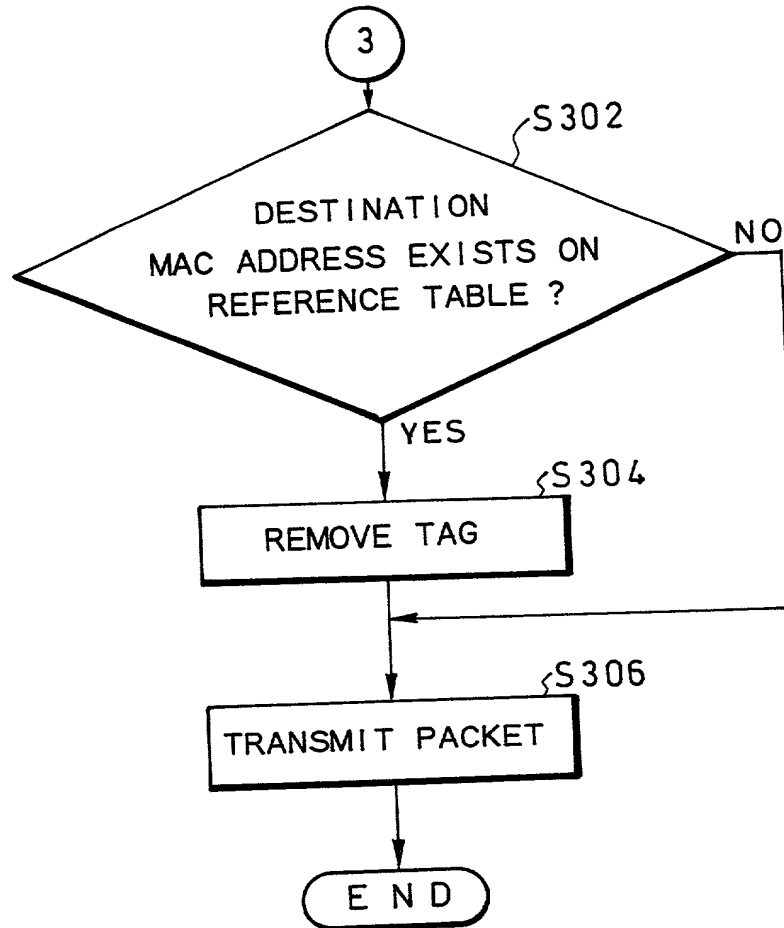 3
S302
DESTINATION
MAC ADDRESS EXISTS ON
REFERENCE TABLE ?
NO
YES
S304
REMOVE TAG
S306
TRANSMIT PACKET
END